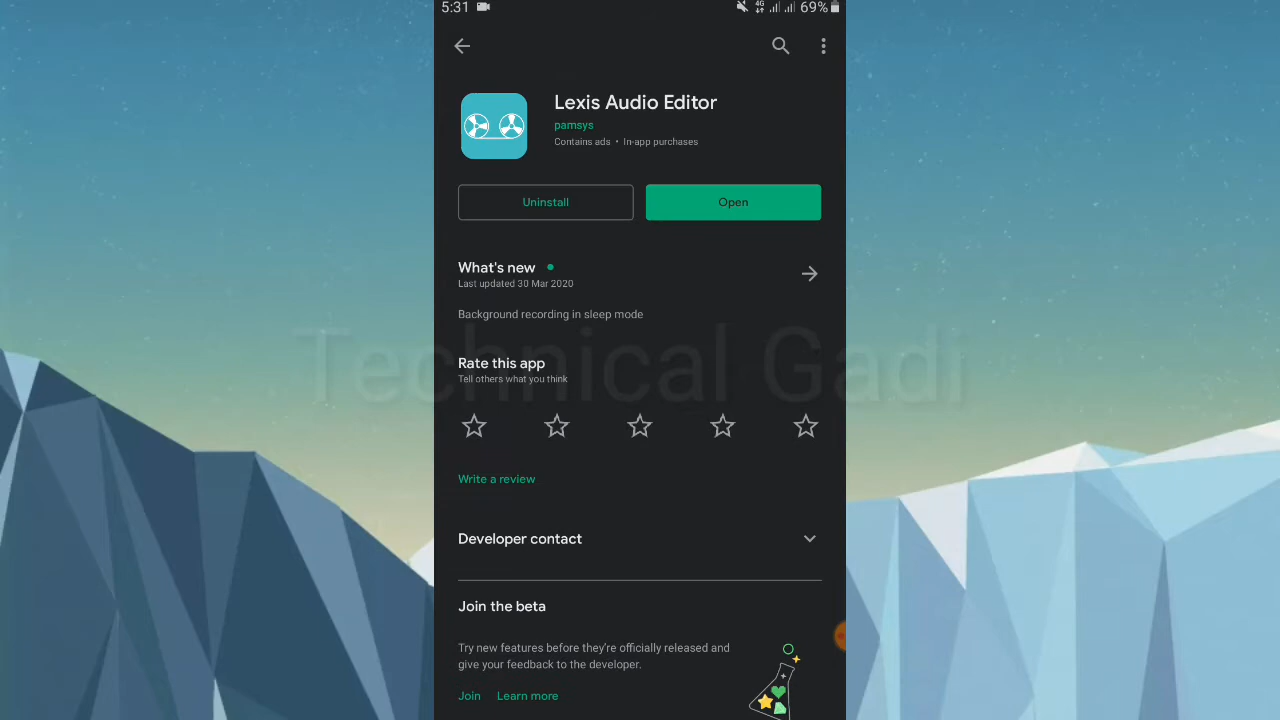 5:31
4G
69%
Lexis Audio Editor
pamsys
Contains ads • In-app purchases
Uninstall
Open
What's new
Last updated 30 Mar 2020
Background recording in sleep mode
Technical Gadi
Rate this app
Tell others what you think
Write a review
Developer contact
Join the beta
Try new features before they're officially released and
give your feedback to the developer.
Join Learn more